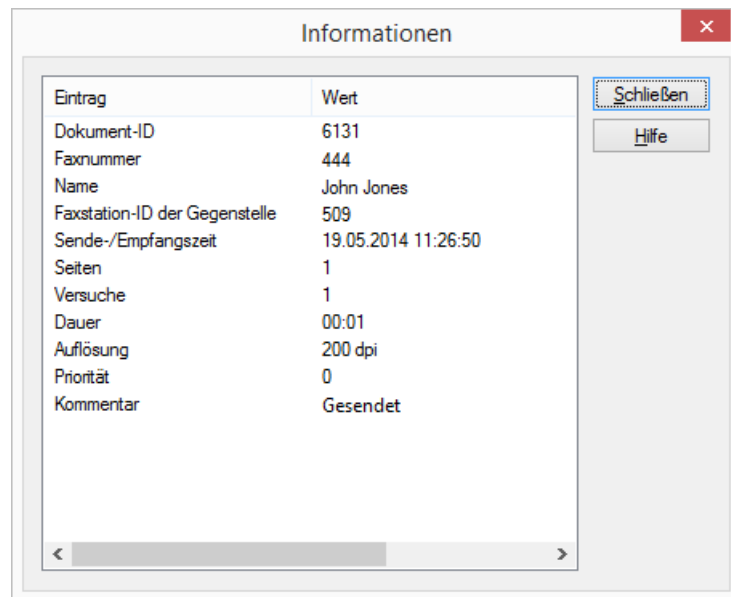 Informationen
Eintrag Wert
Schließen
Dokument-ID 6131
Hilfe
Faxnummer 444
Name John Jones
Faxstation-ID der Gegenstelle 509
Sende-/Empfangszeit 19.05.2014 11:26:50
Seiten 1
Versuche 1
Dauer 00:01
Auflösung 200 dpi
Priorität 0
Kommentar Gesendet